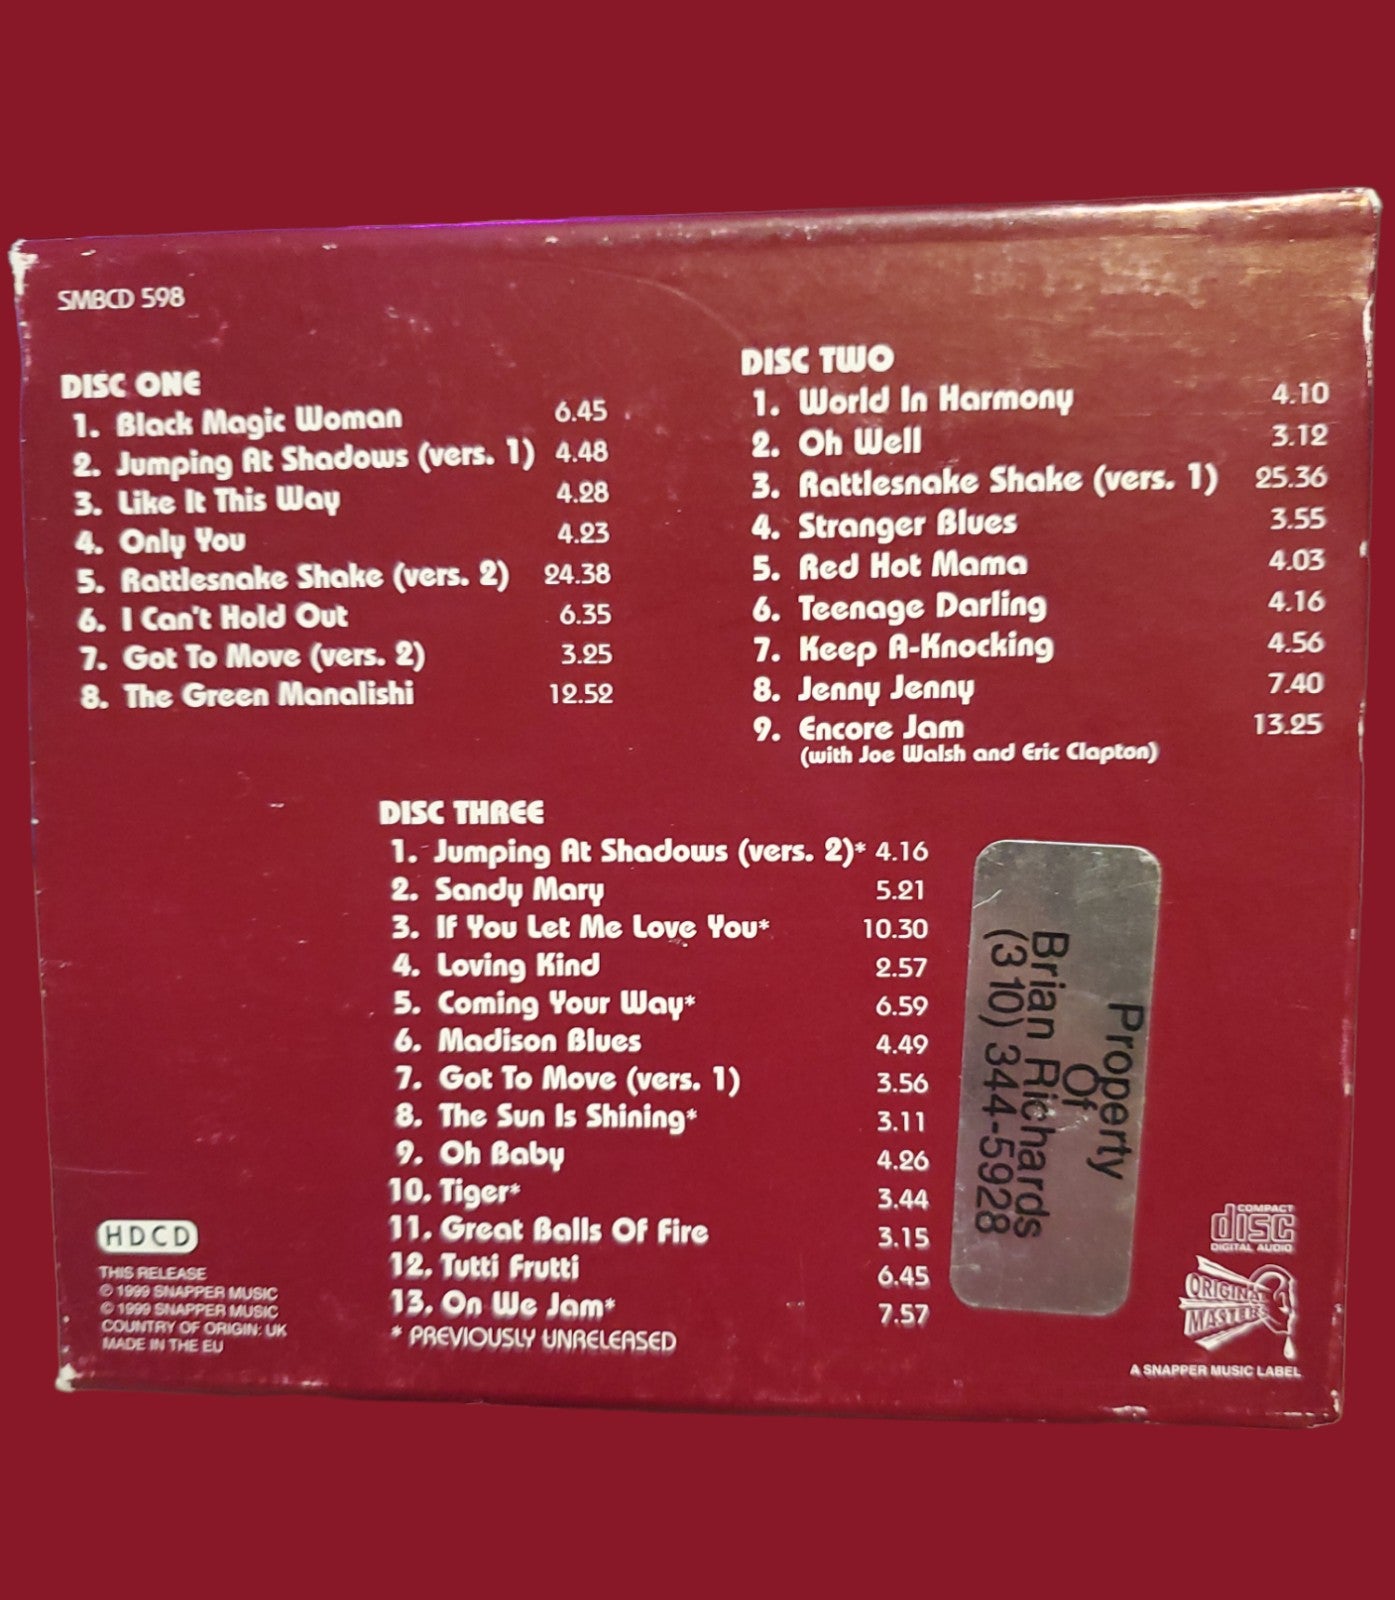 SMBCD 598
DISC ONE
1. Black Magic Woman 6.45
2. Jumping At Shadows (vers. 1) 4.48
3. Like It This Way 4.28
4. Only You 4.23
5. Rattlesnake Shake (vers. 2) 24.38
6. I Can't Hold Out 6.35
7. Got To Move (vers. 2) 3.25
8. The Green Manalishi 12.52
DISC TWO
1. World In Harmony 4.10
2. Oh Well 3.12
3. Rattlesnake Shake (vers. 1) 25.36
4. Stranger Blues 3.55
5. Red Hot Mama 4.03
6. Teenage Darling 4.16
7. Keep A-Knocking 4.56
8. Jenny Jenny 7.40
9. Encore Jam 13.25
(with Joe Walsh and Eric Clapton)
DISC THREE
1. Jumping At Shadows (vers. 2)* 4.16
2. Sandy Mary 5.21
3. If You Let Me Love You* 10.30
4. Loving Kind 2.57
5. Coming Your Way* 6.59
6. Madison Blues 4.49
7. Got To Move (vers. 1) 3.56
8. The Sun Is Shining* 3.11
9. Oh Baby 4.26
10. Tiger* 3.44
11. Great Balls Of Fire 3.15
12. Tutti Frutti 6.45
13. On We Jam* 7.57
* PREVIOUSLY UNRELEASED
Property
Of
Brian Richards
(310) 344-5928
HDCD
THIS RELEASE
℗ 1999 SNAPPER MUSIC
© 1999 SNAPPER MUSIC
COUNTRY OF ORIGIN: UK
MADE IN THE EU
COMPACT
disc
DIGITAL AUDIO
ORIGINAL
MASTERS
A SNAPPER MUSIC LABEL